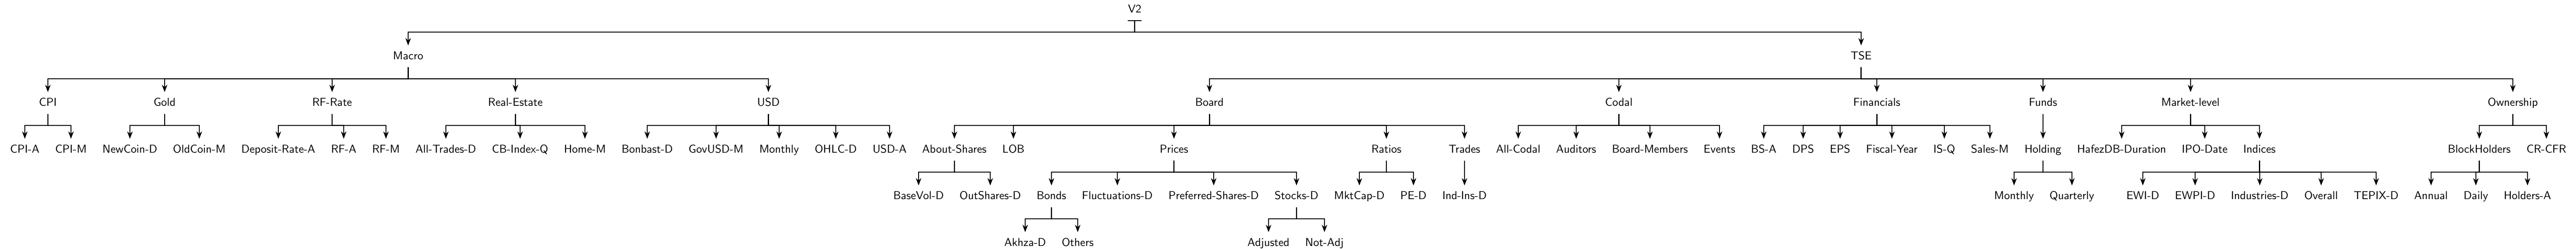 V2
Macro TSE
CPI Gold RF-Rate Real-Estate USD Board Codal Financials Funds Market-level Ownership
CPI-A CPI-M NewCoin-D OldCoin-M Deposit-Rate-A RF-A RF-M All-Trades-D CB-Index-Q Home-M Bonbast-D GovUSD-M Monthly OHLC-D USD-A About-Shares LOB Prices Ratios Trades All-Codal Auditors Board-Members Events BS-A DPS EPS Fiscal-Year IS-Q Sales-M Holding HafezDB-Duration IPO-Date Indices BlockHolders CR-CFR
BaseVol-D OutShares-D Bonds Fluctuations-D Preferred-Shares-D Stocks-D MktCap-D PE-D Ind-Ins-D Monthly Quarterly EWI-D EWPI-D Industries-D Overall TEPIX-D Annual Daily Holders-A
Akhza-D Others Adjusted Not-Adj